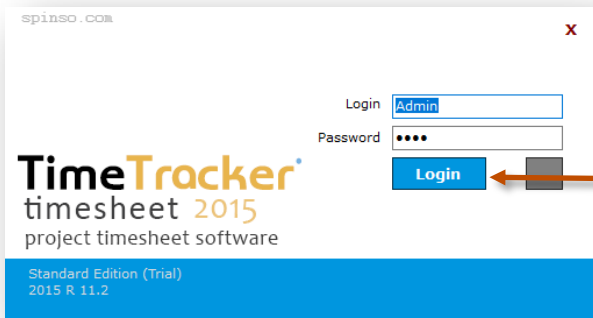 spinso.com
x
Login Admin
Password ••••
Login
TimeTracker
timesheet 2015
project timesheet software
Standard Edition (Trial)
2015 R 11.2